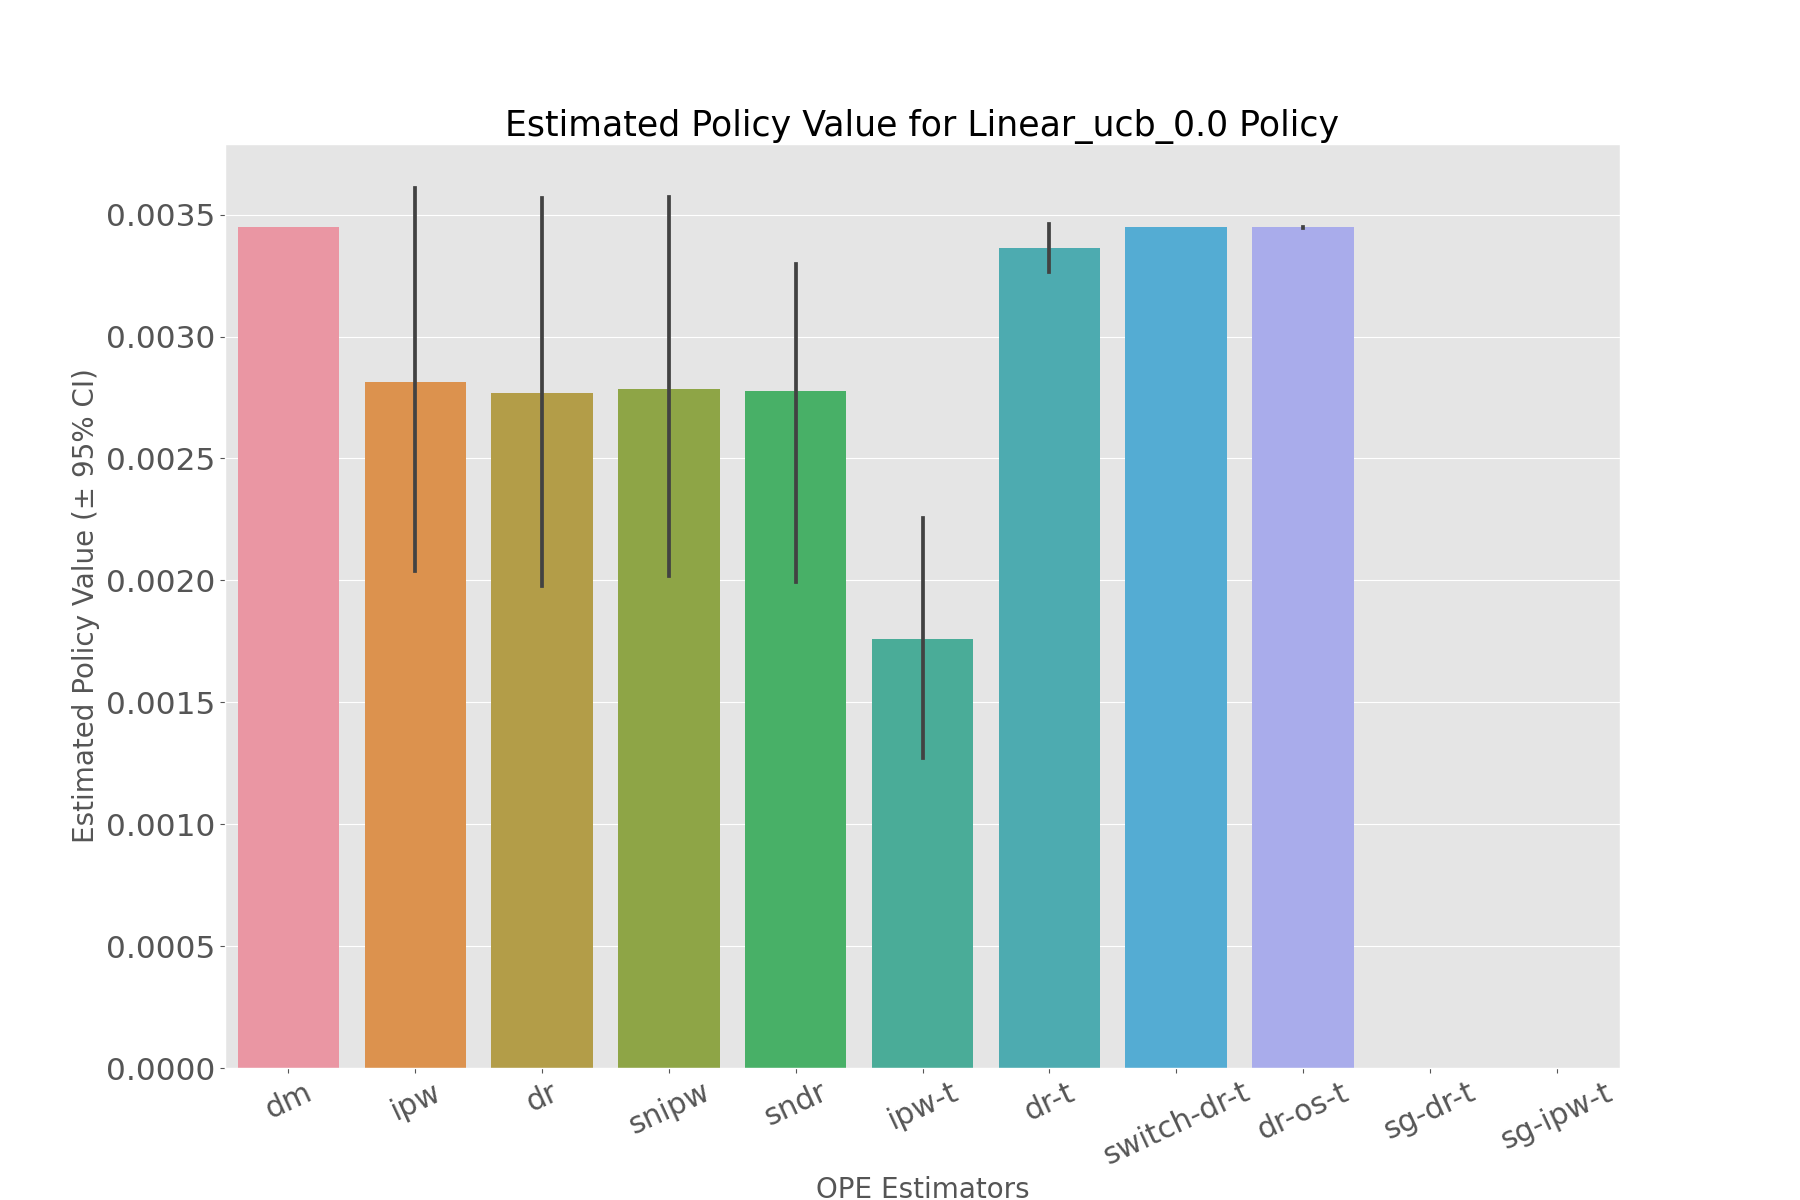 Estimated Policy Value for Linear_ucb_0.0 Policy
Estimated Policy Value (± 95% CI)
0.0035
0.0030
0.0025
0.0020
0.0015
0.0010
0.0005
0.0000
dm
ipw
dr
snipw
sndr
ipw-t
dr-t
switch-dr-t
dr-os-t
sg-dr-t
sg-ipw-t
OPE Estimators